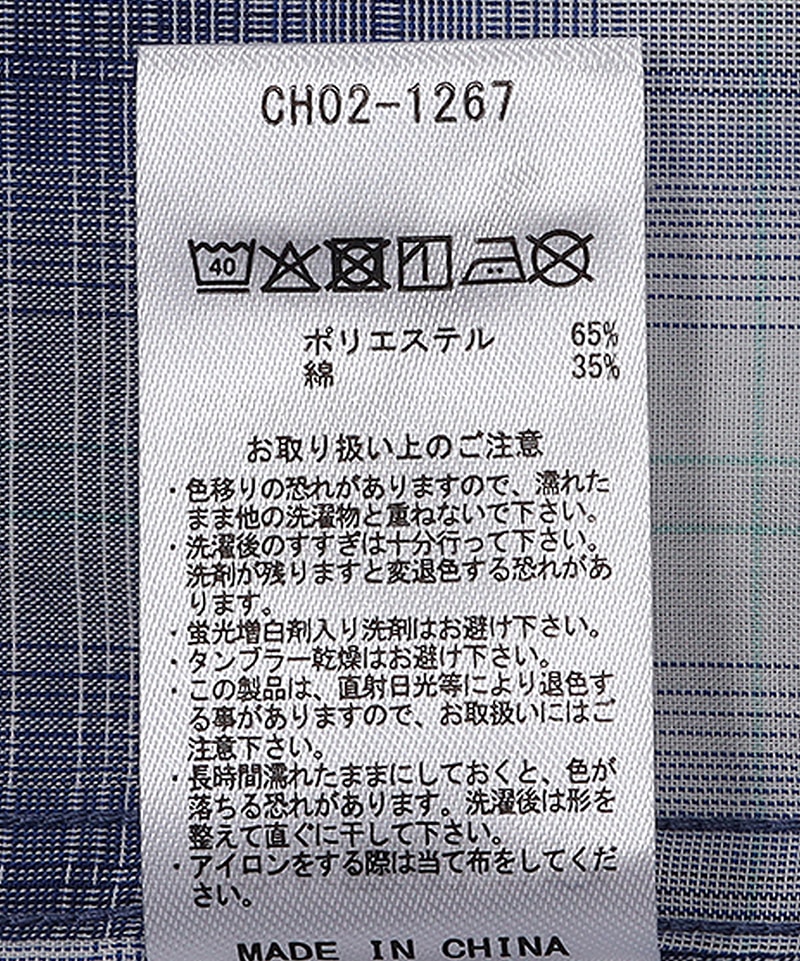 CH02-1267
40
ポリエステル 65%
綿 35%
お取り扱い上のご注意
・色移りの恐れがありますので、濡れた
まま他の洗濯物と重ねないで下さい。
・洗濯後のすすぎは十分行って下さい。
洗剤が残りますと変退色する恐れがあ
ります。
・蛍光増白剤入り洗剤はお避け下さい。
・タンブラー乾燥はお避け下さい。
・この製品は、直射日光等により退色す
る事がありますので、お取扱いにはご
注意下さい。
・長時間濡れたままにしておくと、色が
落ちる恐れがあります。洗濯後は形を
整えて直ぐに干して下さい。
・アイロンをする際は当て布をしてくだ
さい。
MADE IN CHINA